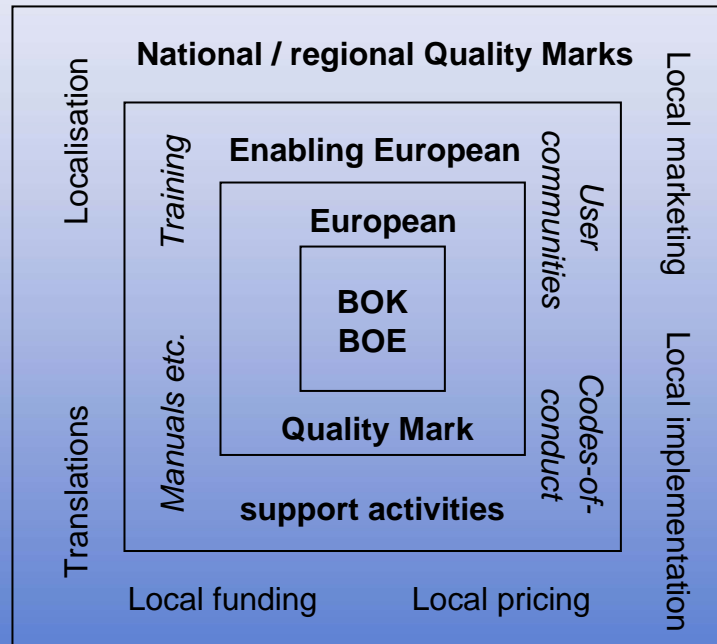 National / regional Quality Marks
Localisation
Translations
Local marketing
Local implementation
Local funding
Local pricing
Enabling European
support activities
Training
Manuals etc.
User
communities
Codes-of-
conduct
European
Quality Mark
BOK
BOE